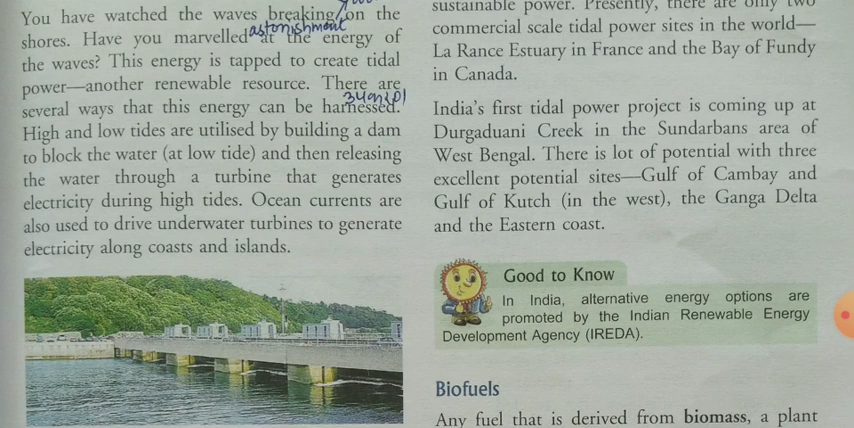 You have watched the waves breaking on the
astonishment
shores. Have you marvelled at the energy of
the waves? This energy is tapped to create tidal
power—another renewable resource. There are
several ways that this energy can be harnessed.
High and low tides are utilised by building a dam
to block the water (at low tide) and then releasing
the water through a turbine that generates
electricity during high tides. Ocean currents are
also used to drive underwater turbines to generate
electricity along coasts and islands.
sustainable power. Presently, there are only two
commercial scale tidal power sites in the world—
La Rance Estuary in France and the Bay of Fundy
in Canada.
India's first tidal power project is coming up at
Durgaduani Creek in the Sundarbans area of
West Bengal. There is lot of potential with three
excellent potential sites—Gulf of Cambay and
Gulf of Kutch (in the west), the Ganga Delta
and the Eastern coast.
Good to Know
In India, alternative energy options are
promoted by the Indian Renewable Energy
Development Agency (IREDA).
Biofuels
Any fuel that is derived from biomass, a plant